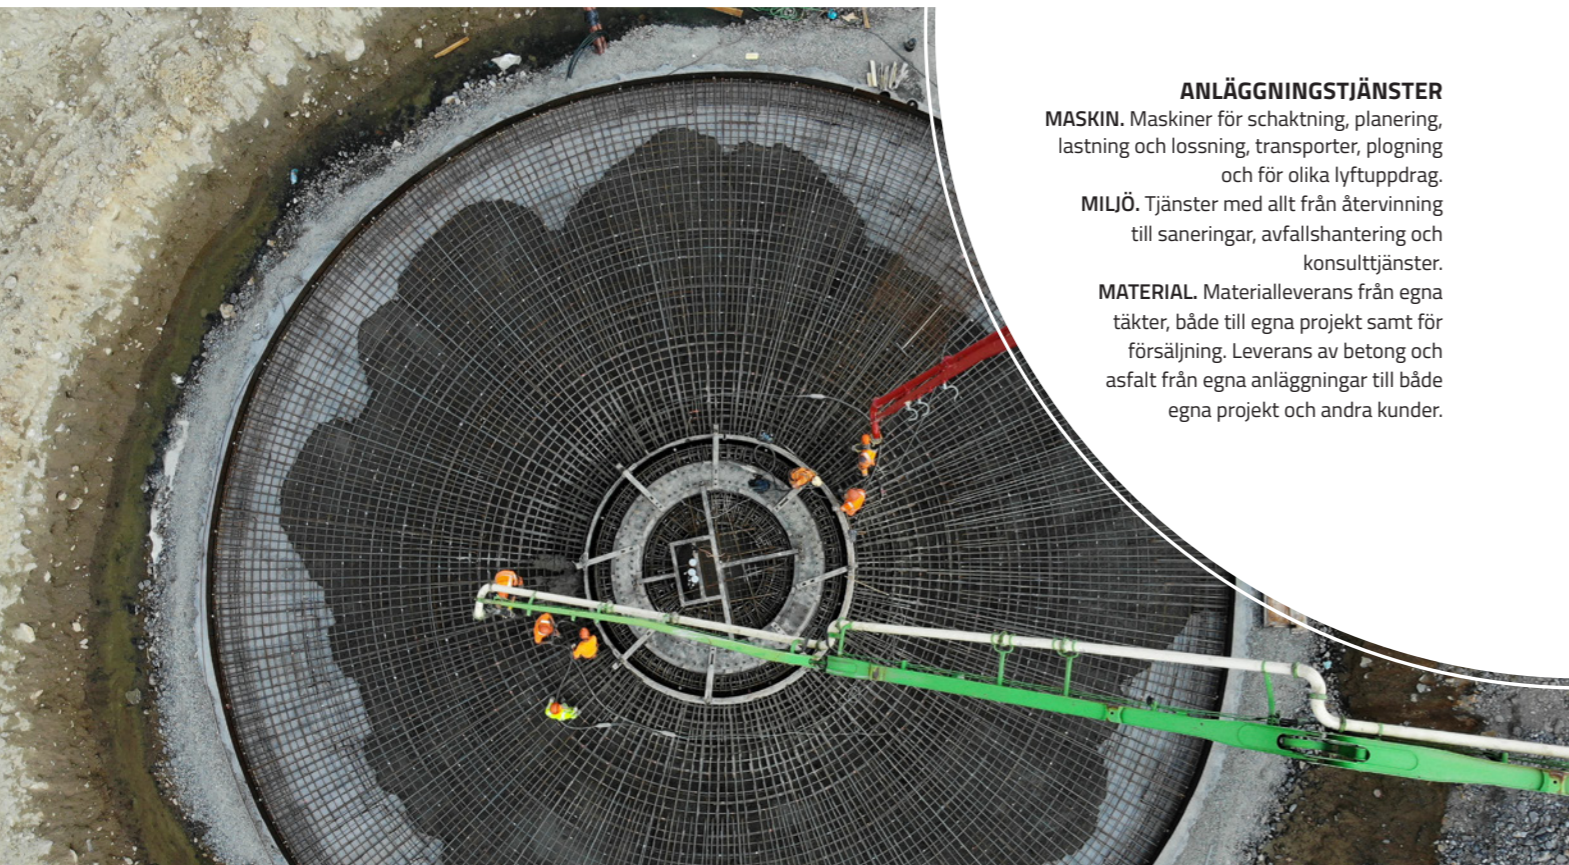 ANLÄGGNINGSTJÄNSTER
MASKIN. Maskiner för schaktning, planering,
lastning och lossning, transporter, plogning
och för olika lyftuppdrag.
MILJÖ. Tjänster med allt från återvinning
till saneringar, avfallshantering och
konsulttjänster.
MATERIAL. Materialleverans från egna
täkter, både till egna projekt samt för
försäljning. Leverans av betong och
asfalt från egna anläggningar till både
egna projekt och andra kunder.